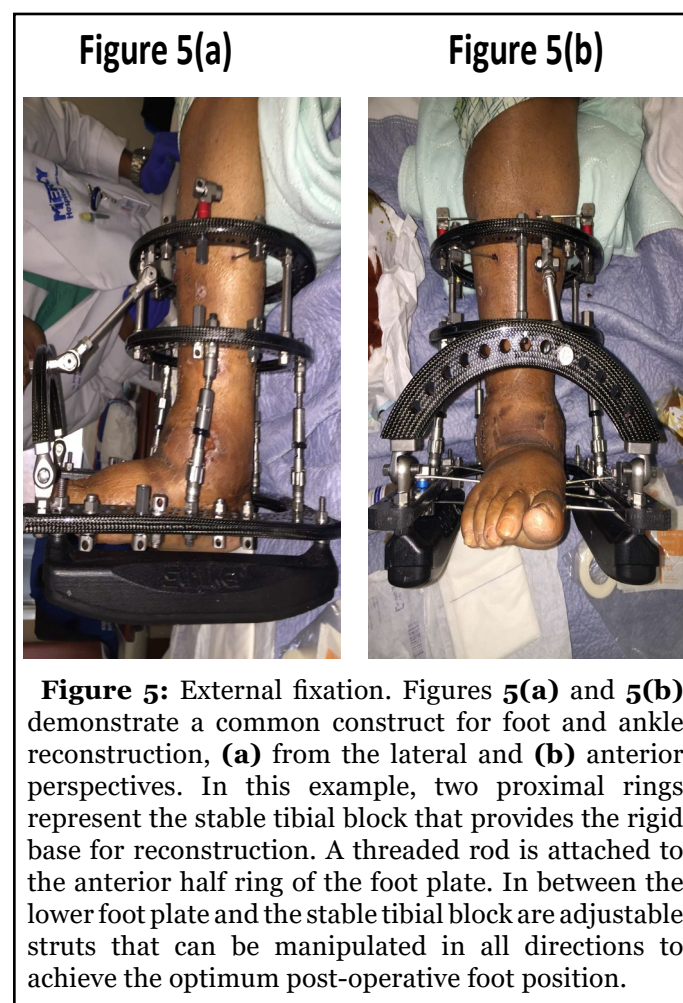 Figure 5(a)
Figure 5(b)
MERCY
Figure 5: External fixation. Figures 5(a) and 5(b)
demonstrate a common construct for foot and ankle
reconstruction, (a) from the lateral and (b) anterior
perspectives. In this example, two proximal rings
represent the stable tibial block that provides the rigid
base for reconstruction. A threaded rod is attached to
the anterior half ring of the foot plate. In between the
lower foot plate and the stable tibial block are adjustable
struts that can be manipulated in all directions to
achieve the optimum post-operative foot position.